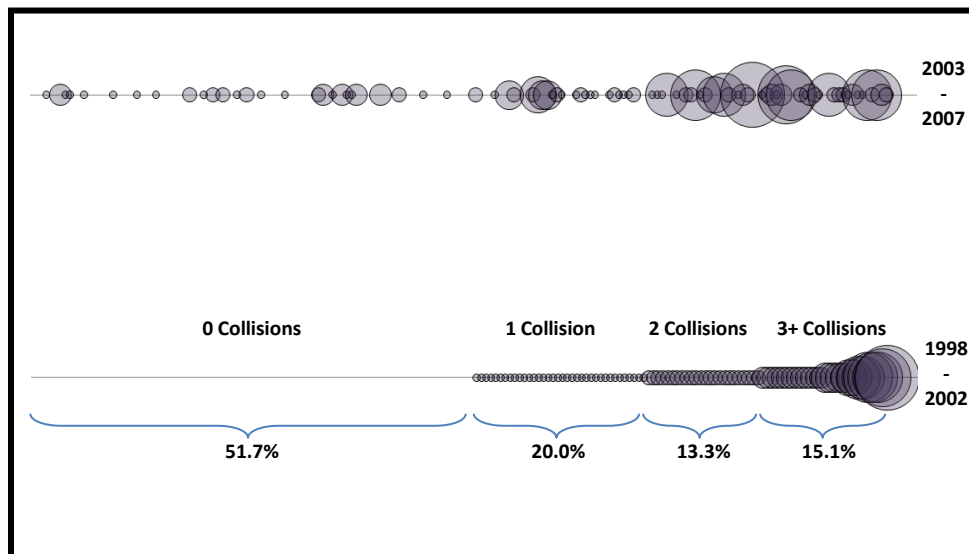 2003
-
2007
0 Collisions
1 Collision
2 Collisions
3+ Collisions
1998
-
2002
51.7%
20.0%
13.3%
15.1%